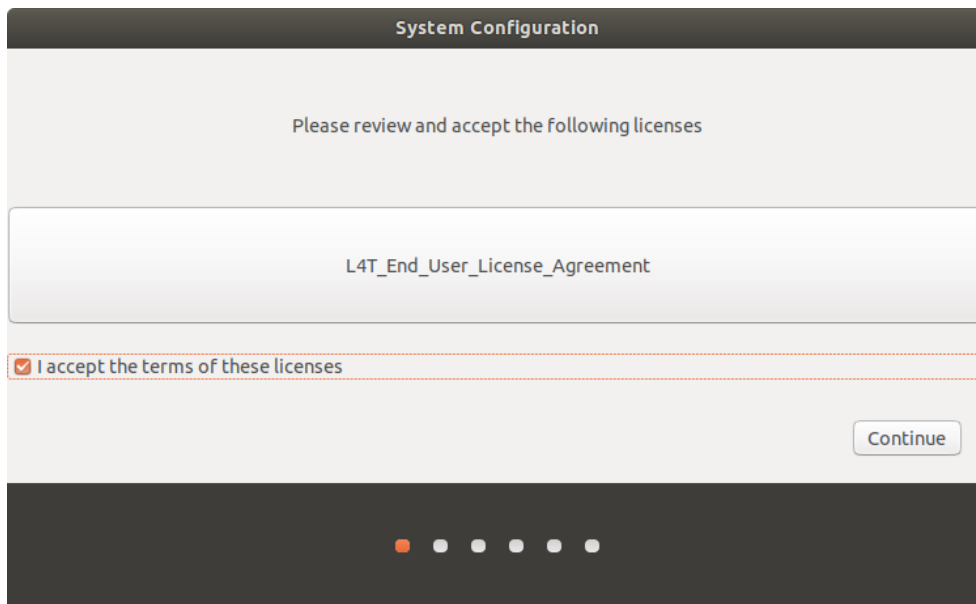 System Configuration
Please review and accept the following licenses
L4T_End_User_License_Agreement
I accept the terms of these licenses
Continue